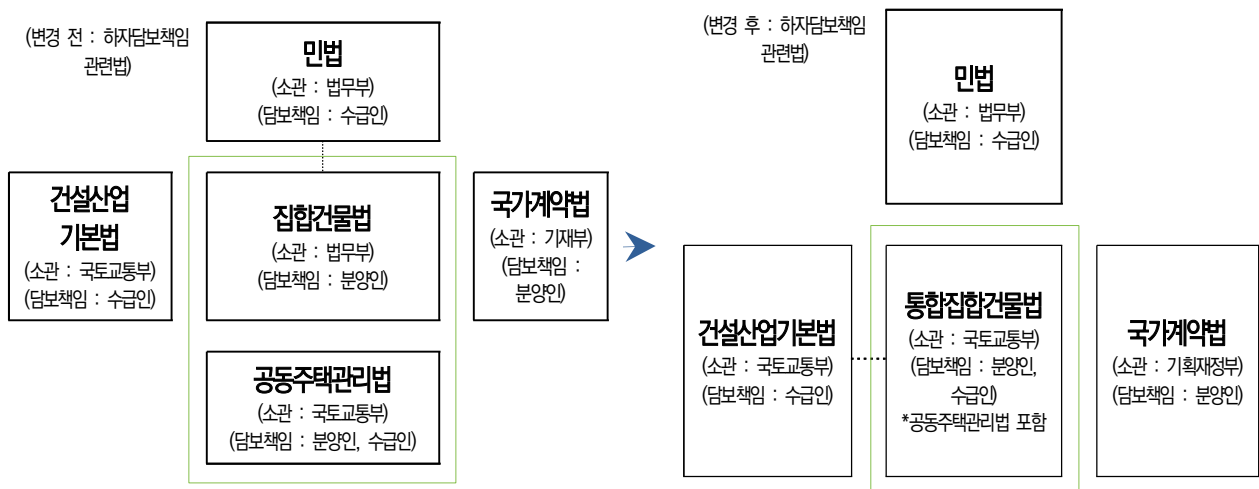 (변경 전 : 하자담보책임
관련법)
민법
(소관 : 법무부)
(담보책임 : 수급인)
건설산업
기본법
(소관 : 국토교통부)
(담보책임 : 수급인)
집합건물법
(소관 : 법무부)
(담보책임 : 분양인)
국가계약법
(소관 : 기재부)
(담보책임 :
분양인)
공동주택관리법
(소관 : 국토교통부)
(담보책임 : 분양인, 수급인)
(변경 후 : 하자담보책임
관련법)
민법
(소관 : 법무부)
(담보책임 : 수급인)
건설산업기본법
(소관 : 국토교통부)
(담보책임 : 수급인)
통합집합건물법
(소관 : 국토교통부)
(담보책임 : 분양인,
수급인)
*공동주택관리법 포함
국가계약법
(소관 : 기획재정부)
(담보책임 : 분양인)